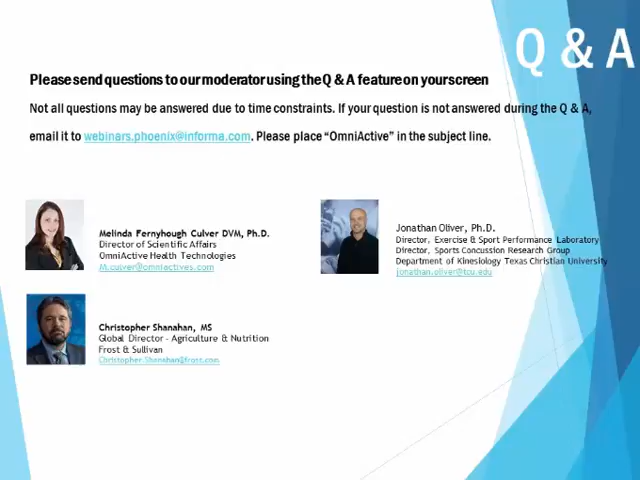 Q & A
Please send questions to our moderator using the Q & A feature on your screen
Not all questions may be answered due to time constraints. If your question is not answered during the Q & A,
email it to webinars.phoenix@informa.com. Please place “OmniActive” in the subject line.
Melinda Fernyhough Culver DVM, Ph.D.
Director of Scientific Affairs
OmniActive Health Technologies
M.culver@omniactives.com
Jonathan Oliver, Ph.D.
Director, Exercise & Sport Performance Laboratory
Director, Sports Concussion Research Group
Department of Kinesiology Texas Christian University
jonathan.oliver@tcu.edu
Christopher Shanahan, MS
Global Director – Agriculture & Nutrition
Frost & Sullivan
Christopher.Shanahan@frost.com